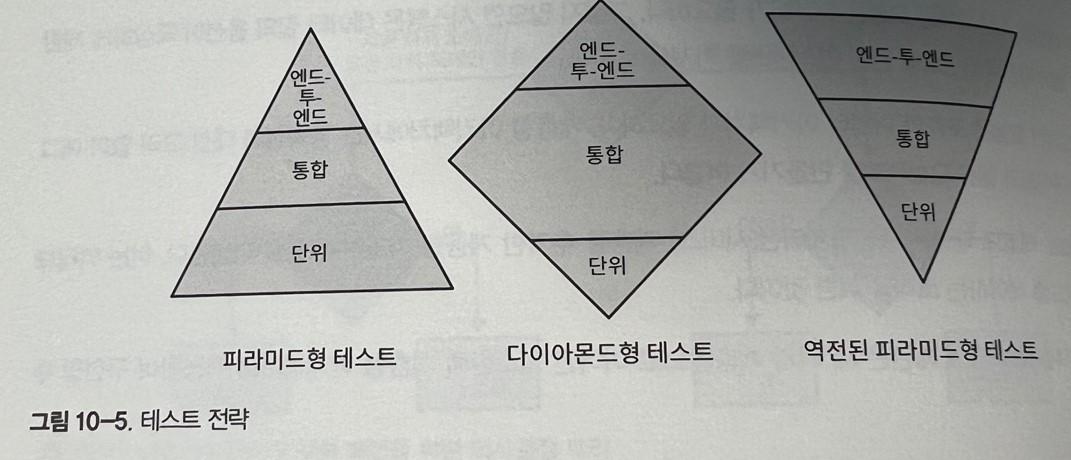 엔드-
투-
엔드
통합
단위
피라미드형 테스트
엔드-
투-엔드
통합
단위
다이아몬드형 테스트
엔드-투-엔드
통합
단위
역전된 피라미드형 테스트
그림 10-5. 테스트 전략